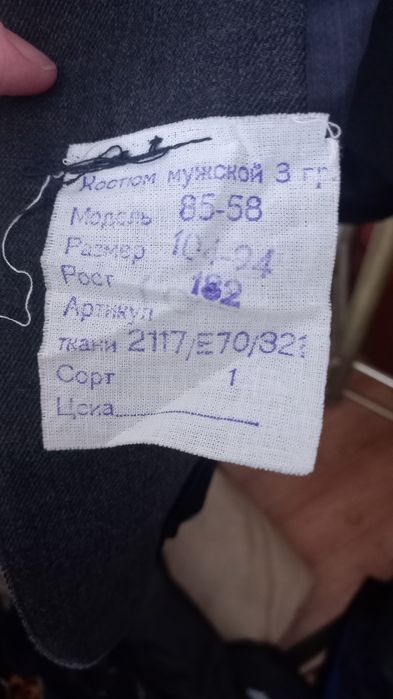 Костюм мужской 3 гр.
Модель 85-58
Размер 104-94
Рост 182
Артикул
ткани 2117/Е70/321
Сорт 1
Цена